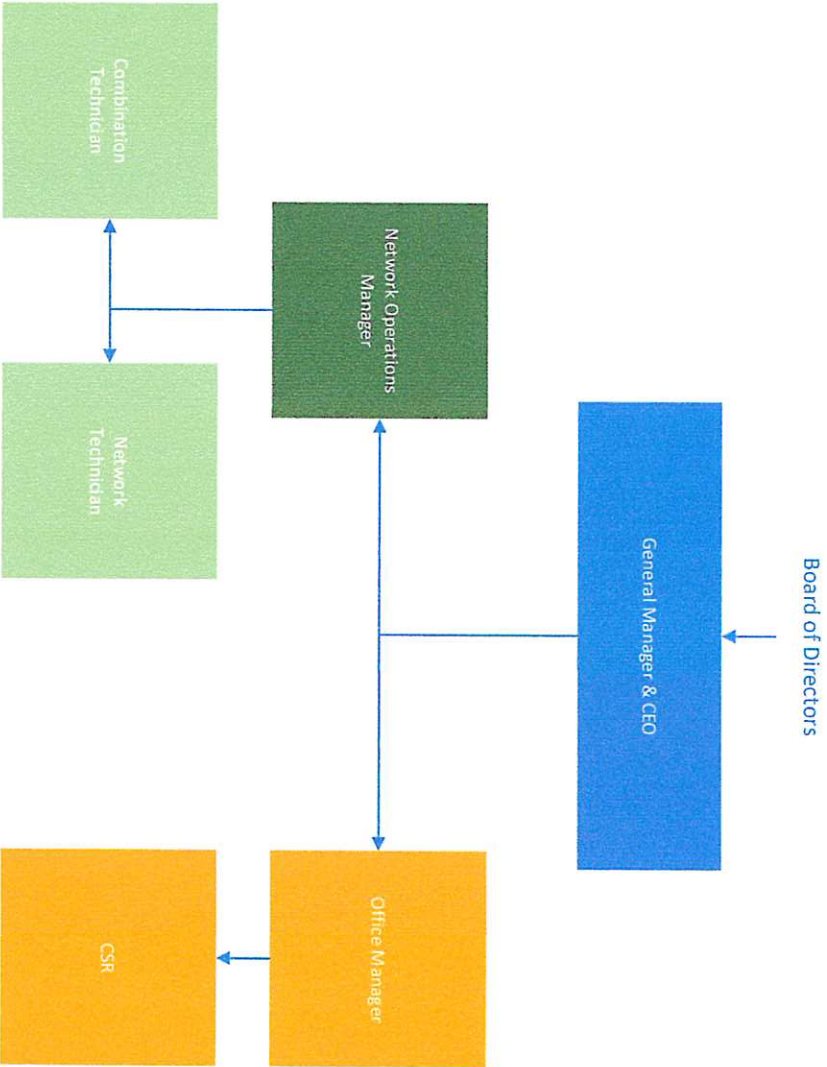 Board of Directors
General Manager & CEO
Network Operations
Manager
Office Manager
Combination
Technician
Network
Technician
CSR